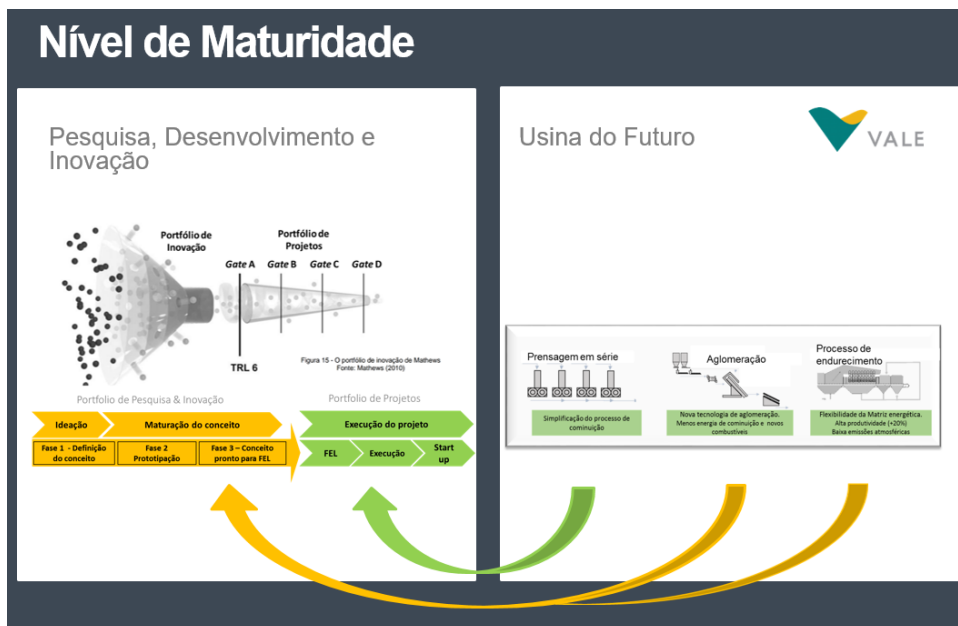 Nível de Maturidade
Pesquisa, Desenvolvimento e
Inovação
Portfólio de
Inovação
Portfólio de
Projetos
Gate A
Gate B
Gate C
Gate D
TRL 6
Figura 15 - O portfólio de inovação de Mathews
Fonte: Mathews (2010)
Portfolio de Pesquisa & Inovação
Portfolio de Projetos
Ideação
Maturação do conceito
Execução do projeto
Fase 1 - Definição
do conceito
Fase 2
Prototipação
Fase 3 – Conceito
pronto para FEL
FEL
Execução
Start
up
Usina do Futuro
VALE
Prensagem em série
Simplificação do processo de
cominuição
Aglomeração
Nova tecnologia de aglomeração.
Menos energia de cominuição e novos
combustíveis
Processo de
endurecimento
Flexibilidade da Matriz energética.
Alta produtividade (+20%)
Baixa emissões atmosféricas